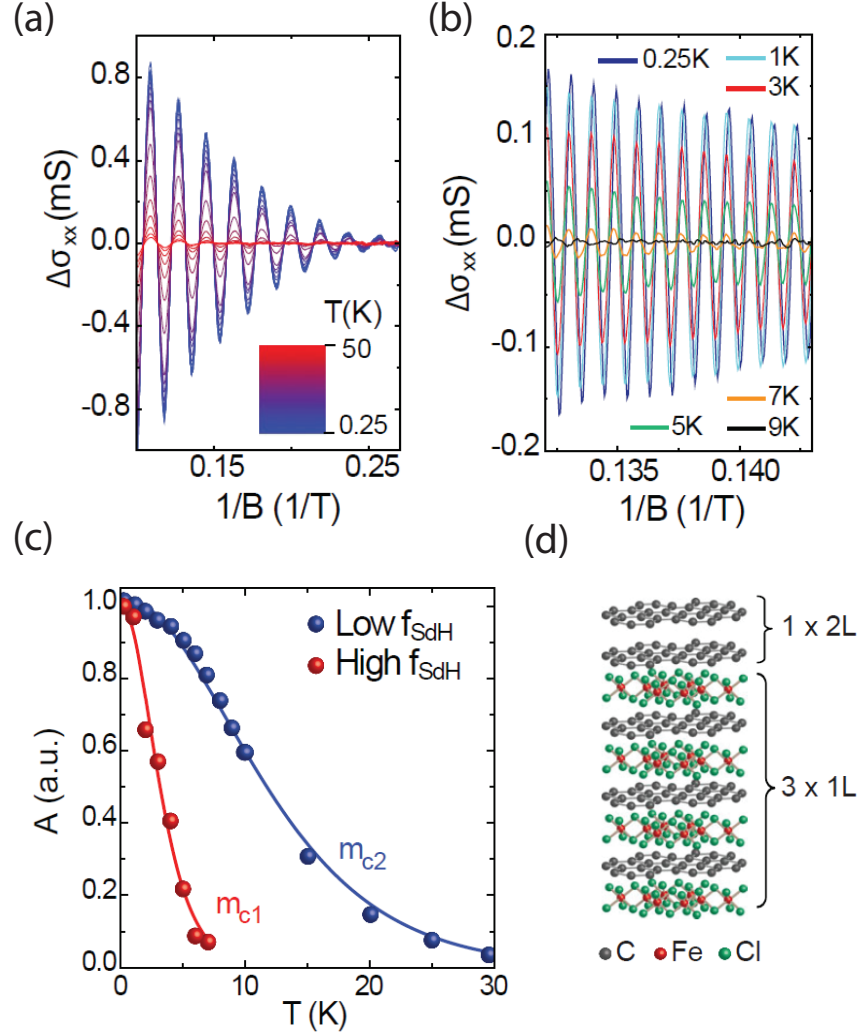 (a)
0.8
0.4
0.0
-0.4
-0.8
Δσxx (mS)
T(K)
50
0.25
0.15
0.20
0.25
1/B (1/T)
(b)
0.2
0.1
0.0
-0.1
-0.2
Δσxx (mS)
0.25K
1K
3K
5K
7K
9K
0.135
0.140
1/B (1/T)
(c)
1.0
0.8
0.6
0.4
0.2
0.0
A (a.u.)
Low fSdH
High fSdH
mc1
mc2
0
10
20
30
T (K)
(d)
1 x 2L
3 x 1L
C Fe Cl